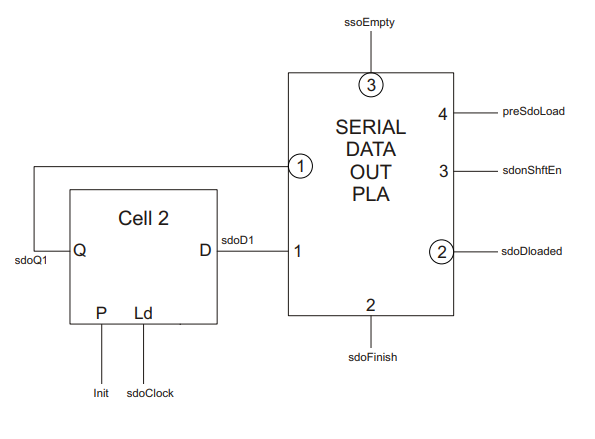 ssoEmpty
3
4
preSdoLoad
SERIAL
DATA
OUT
PLA
1
3
sdonShftEn
Cell 2
sdoQ1
Q
D
sdoD1
1
2
sdoDloaded
P
Ld
2
sdoFinish
Init
sdoClock